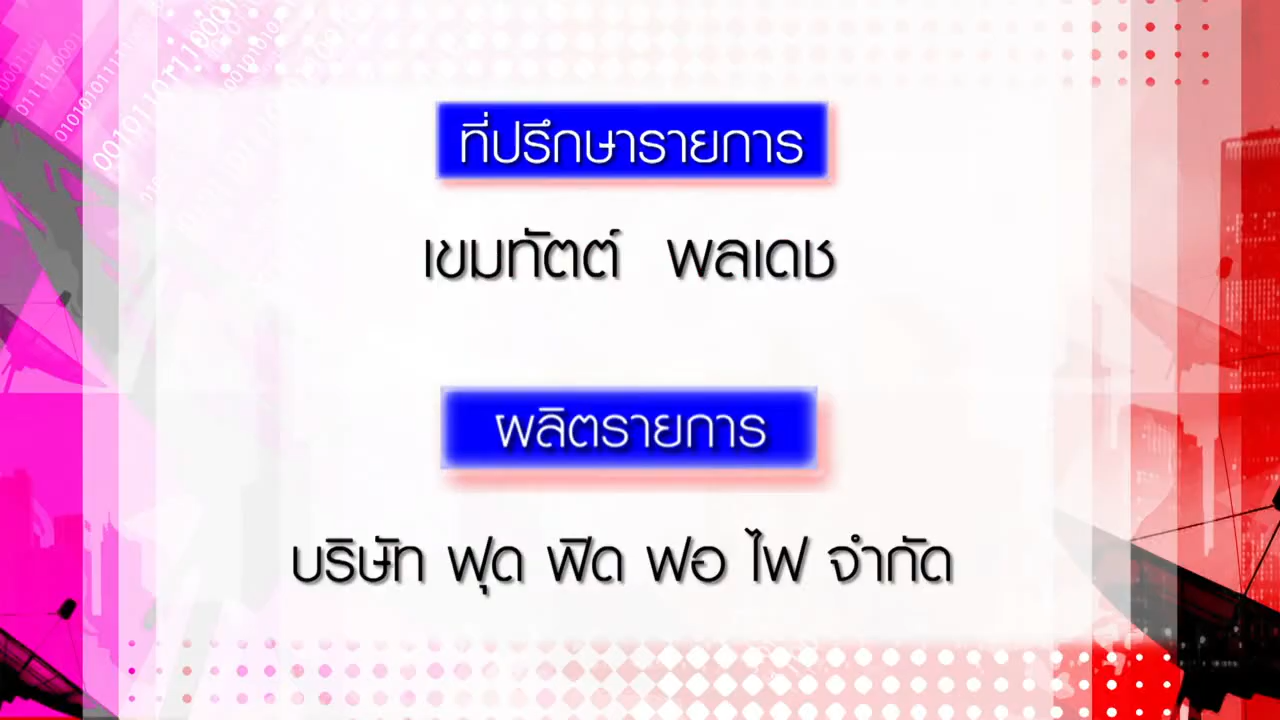 ที่ปรึกษารายการ
เขมทัตต์ พลเดช
ผลิตรายการ
บริษัท ฟุด ฟิด ฟอ ไฟ จำกัด